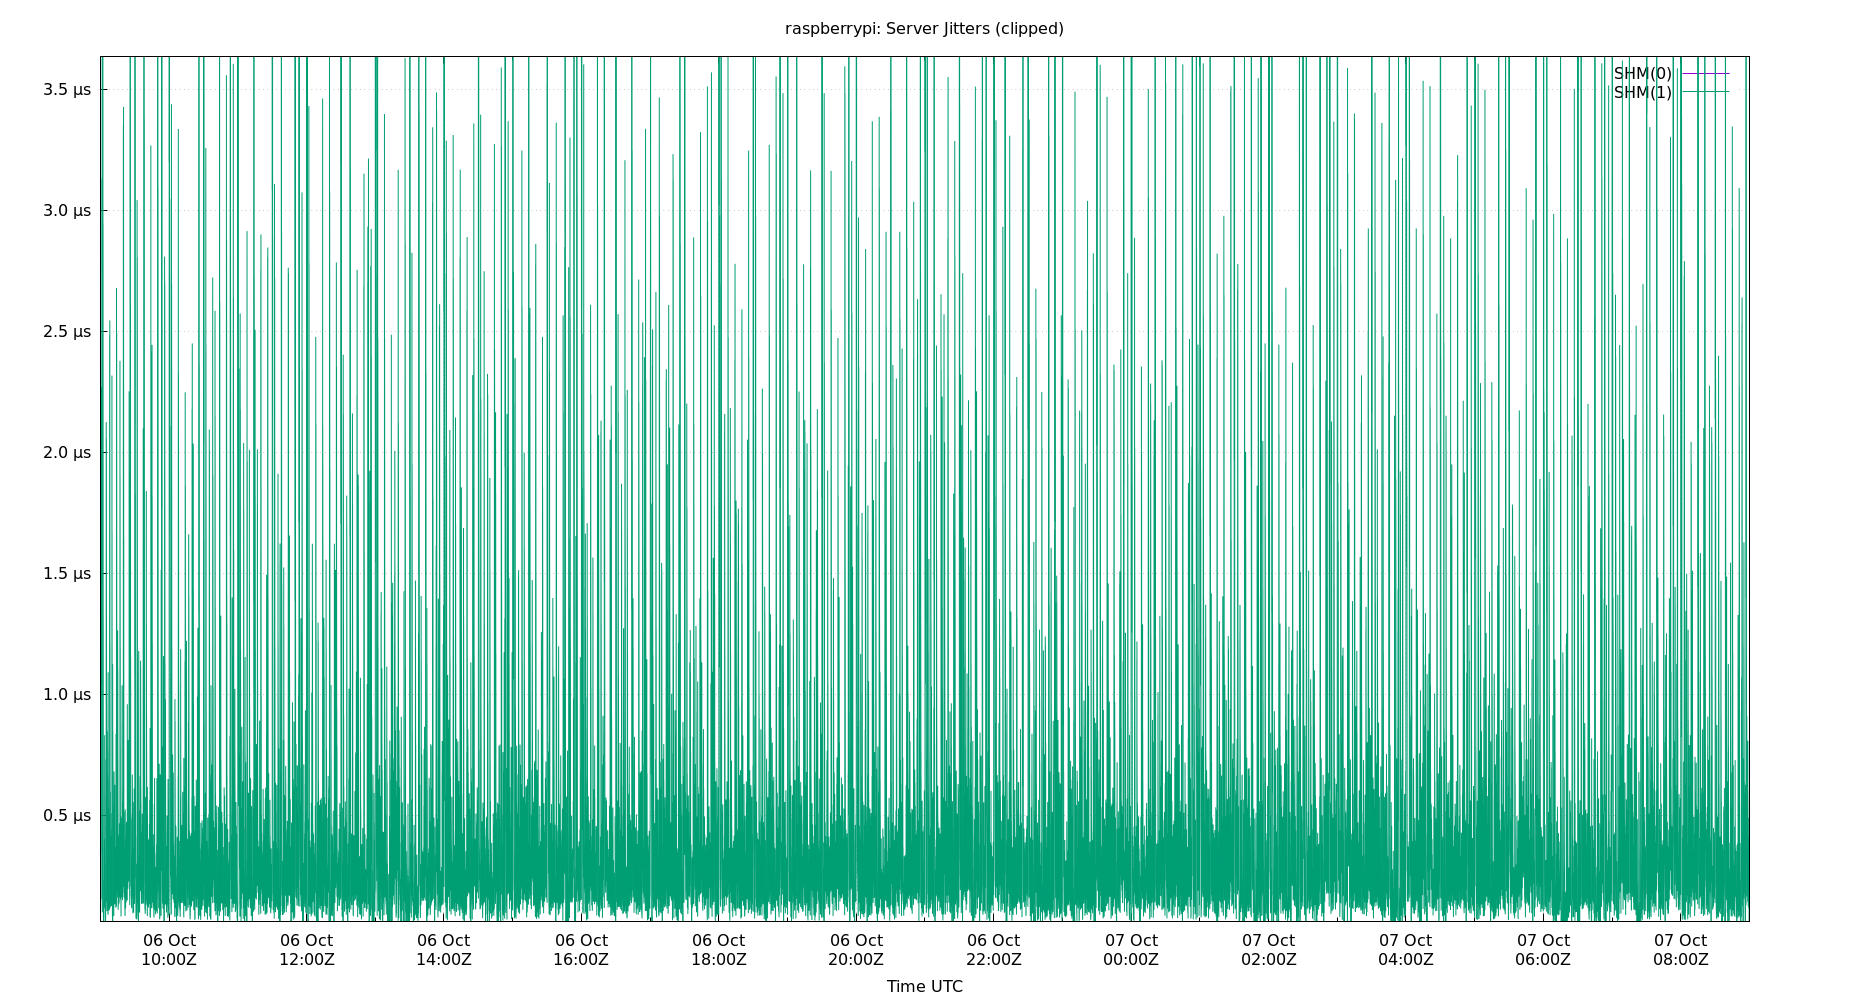 raspberrypi: Server Jitters (clipped)
SHM(0)
SHM(1)
3.5 µs
3.0 µs
2.5 µs
2.0 µs
1.5 µs
1.0 µs
0.5 µs
06 Oct 06 Oct 06 Oct 06 Oct 06 Oct 06 Oct 06 Oct 07 Oct 07 Oct 07 Oct 07 Oct 07 Oct
10:00Z 12:00Z 14:00Z 16:00Z 18:00Z 20:00Z 22:00Z 00:00Z 02:00Z 04:00Z 06:00Z 08:00Z
Time UTC